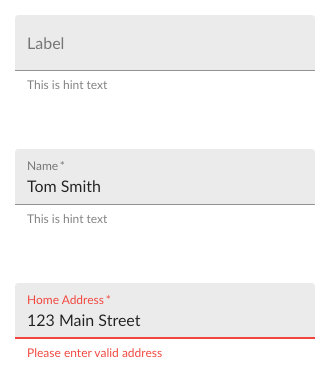 Label
This is hint text
Name *
Tom Smith
This is hint text
Home Address *
123 Main Street
Please enter valid address